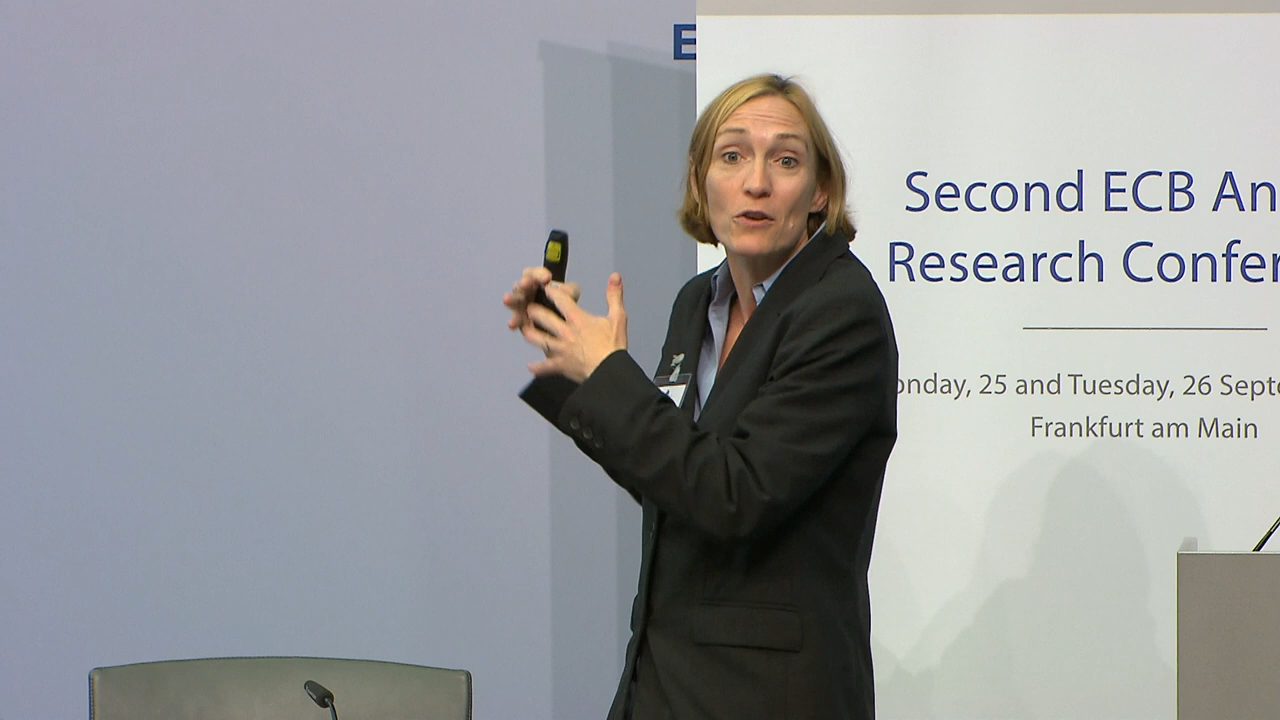 E
Second ECB An
Research Confer
onday, 25 and Tuesday, 26 Septe
Frankfurt am Main